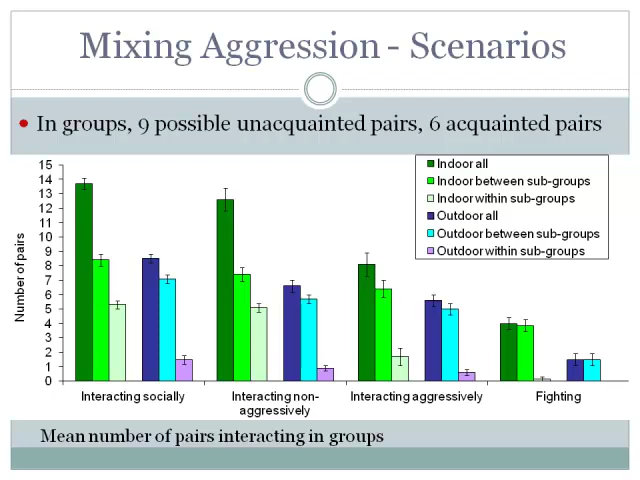 Mixing Aggression - Scenarios
• In groups, 9 possible unacquainted pairs, 6 acquainted pairs
Number of pairs
15
14
13
12
11
10
9
8
7
6
5
4
3
2
1
0
Indoor all
Indoor between sub-groups
Indoor within sub-groups
Outdoor all
Outdoor between sub-groups
Outdoor within sub-groups
Interacting socially
Interacting non-
aggressively
Interacting aggressively
Fighting
Mean number of pairs interacting in groups